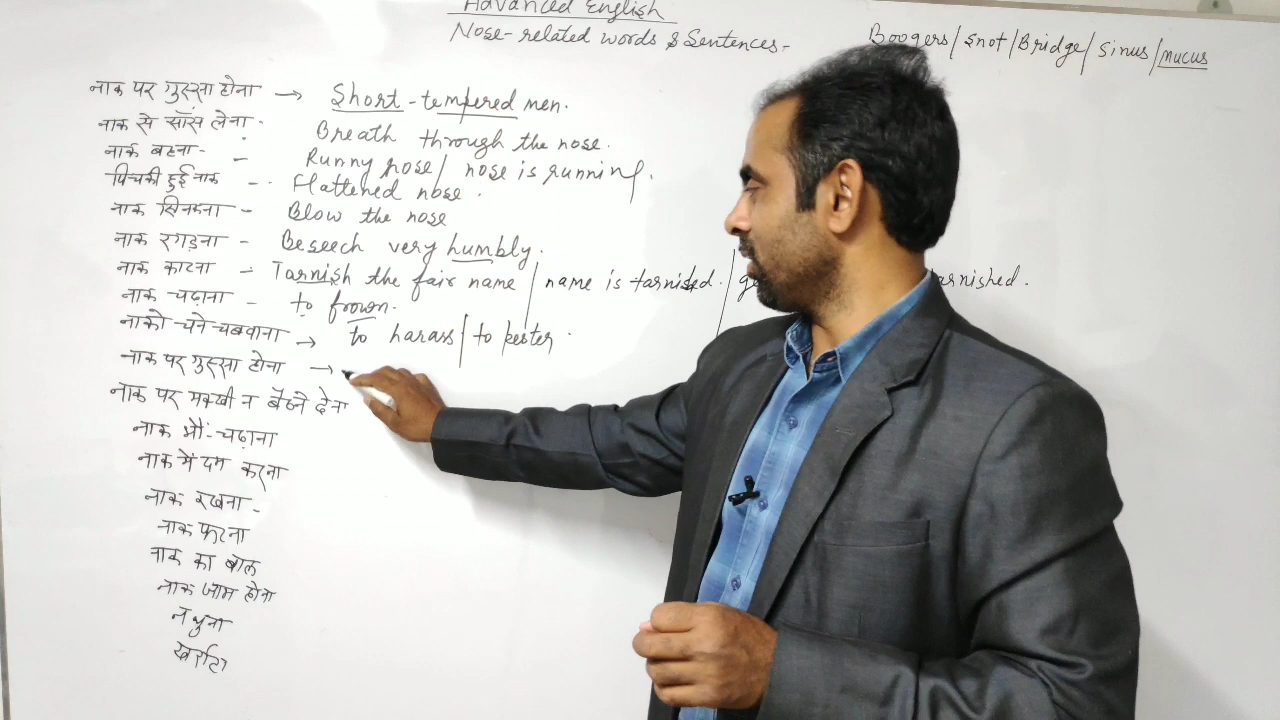 Advanced English
Nose-related words & Sentences- Boogers/ Snot/ Bridge/ Sinus/ mucus
नाक पर गुस्सा होना → Short-tempered men.
नाक से साँस लेना - Breath through the nose.
नाक बहना - Runny nose/ nose is running.
पिचकी हुई नाक - Flattened nose.
नाक सिनकना - Blow the nose
नाक रगड़ना - Beseech very humbly.
नाक काटना - Tarnish the fair name / name is tarnished. / arnished.
नाक चढ़ाना - to frown.
नाको चने चबवाना → to harass/ to pester.
नाक पर गुस्सा होना →
नाक पर मक्खी न बैठने देना
नाक भौं-चढ़ाना
नाक में दम करना
नाक रखना -
नाक फटना
नाक का बाल
नाक जाम होना
नथुना
खर्राटा